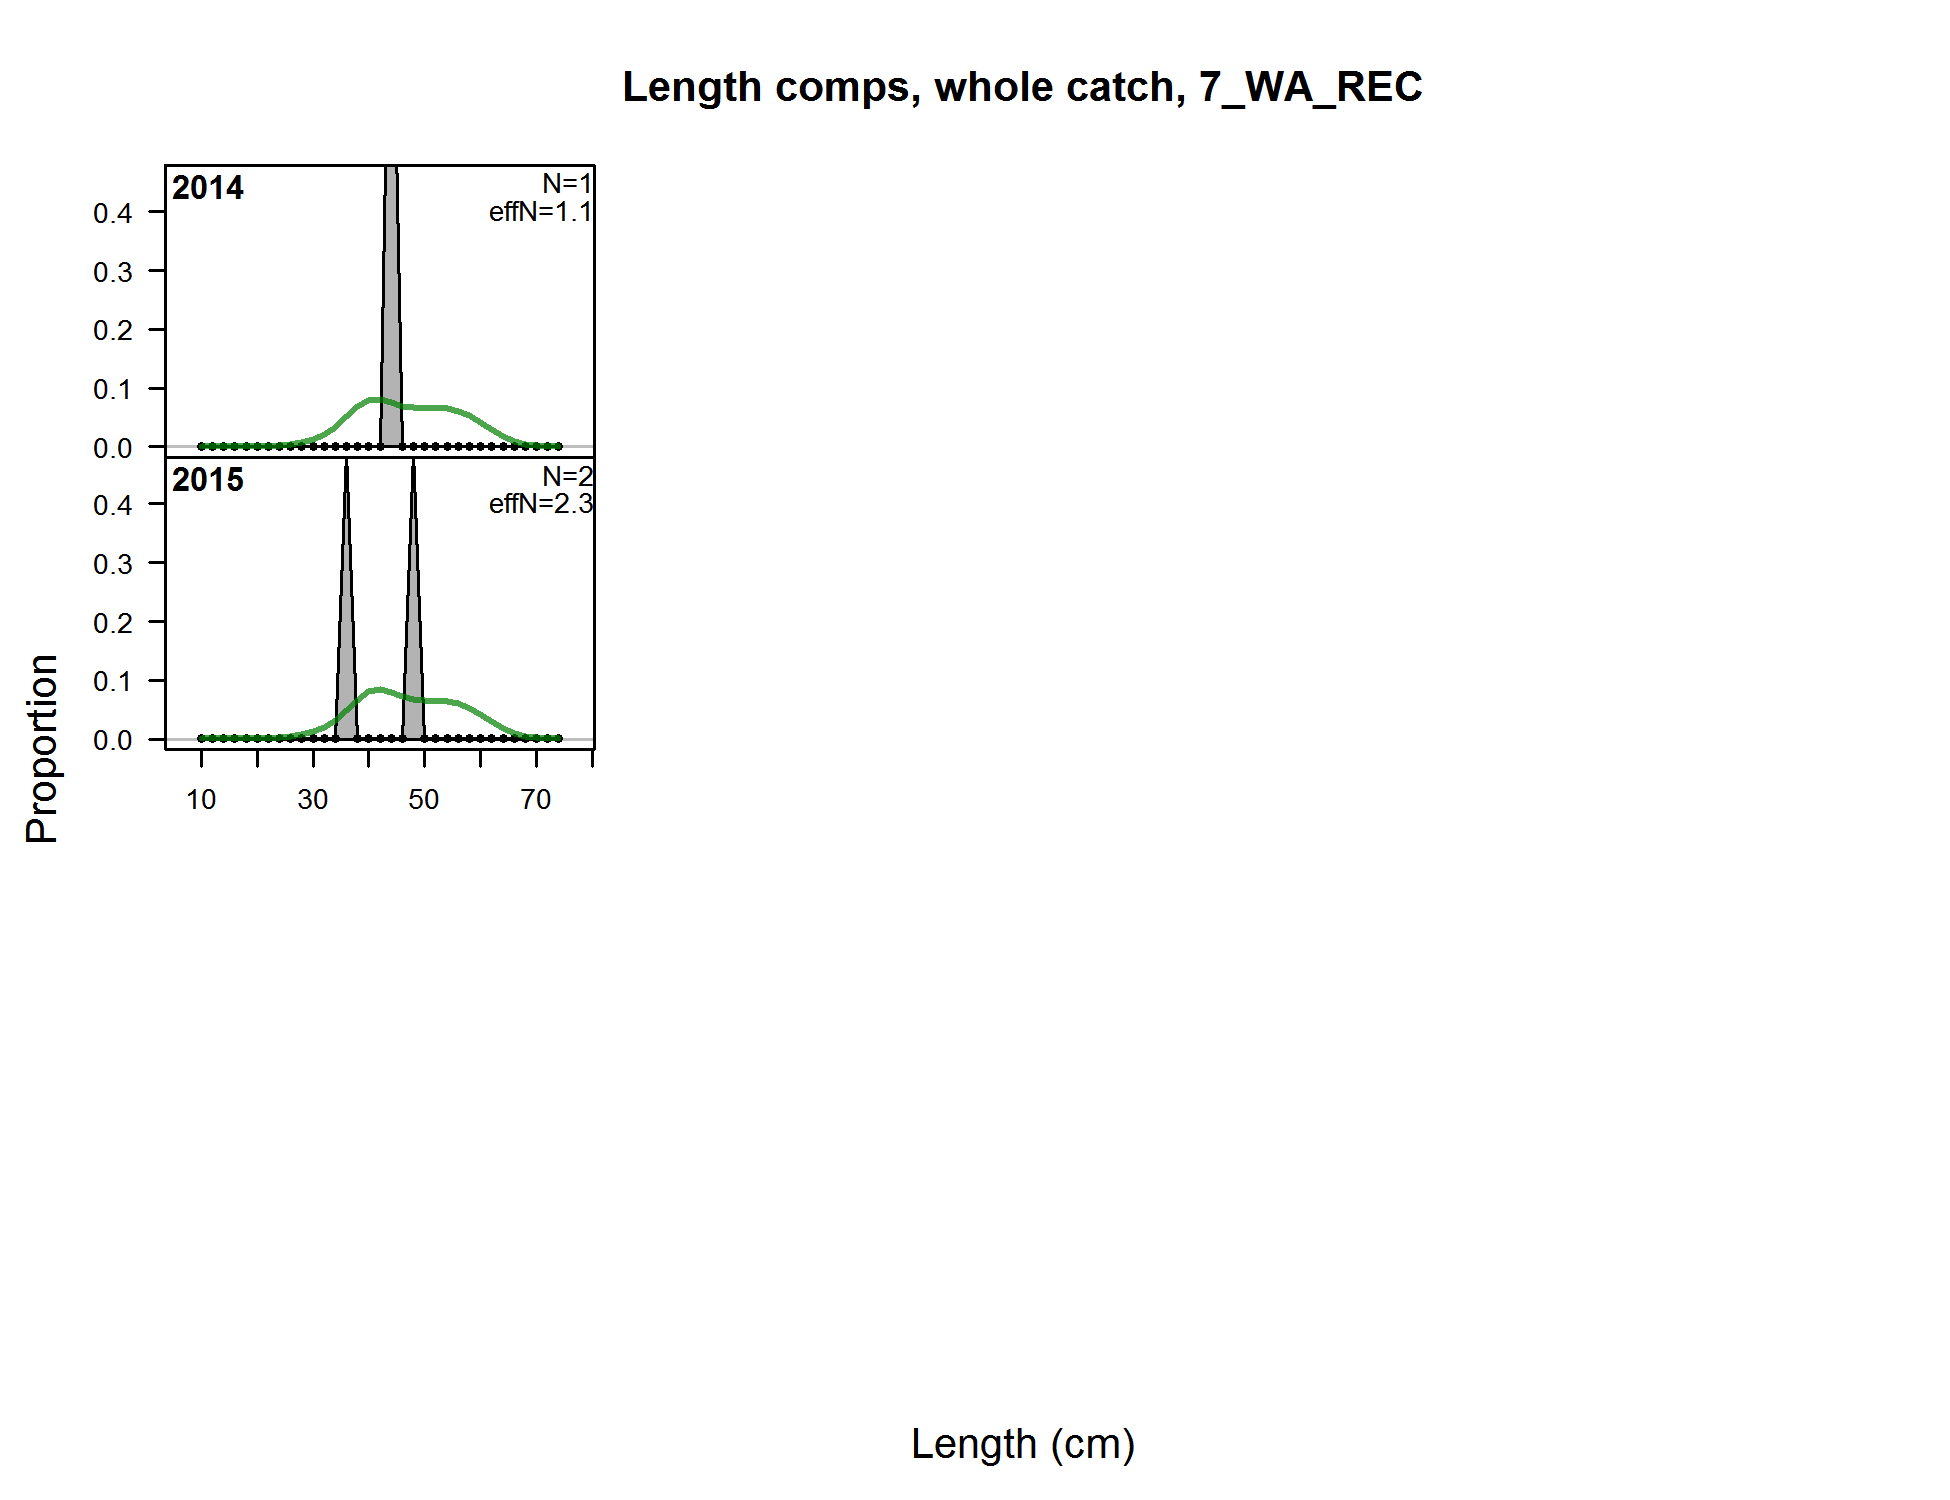 Length comps, whole catch, 7_WA_REC
2014
N=1
effN=1.1
0.4
0.3
0.2
0.1
0.0
2015
N=2
effN=2.3
0.4
0.3
0.2
0.1
0.0
10 30 50 70
Proportion
Length (cm)